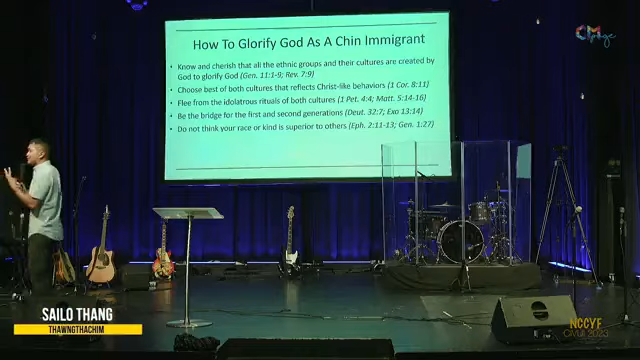 How To Glorify God As A Chin Immigrant
• Know and cherish that all the ethnic groups and their cultures are created by
God to glorify God (Gen. 11:1-9; Rev. 7:9)
• Choose best of both cultures that reflects Christ-like behaviors (1 Cor. 8:11)
• Flee from the idolatrous rituals of both cultures (1 Pet. 4:4; Matt. 5:14-16)
• Be the bridge for the first and second generations (Deut. 32:7; Exo 13:14)
• Do not think your race or kind is superior to others (Eph. 2:11-13; Gen. 1:27)
SAILO THANG
THAWNGTHACHIM
NCCYF